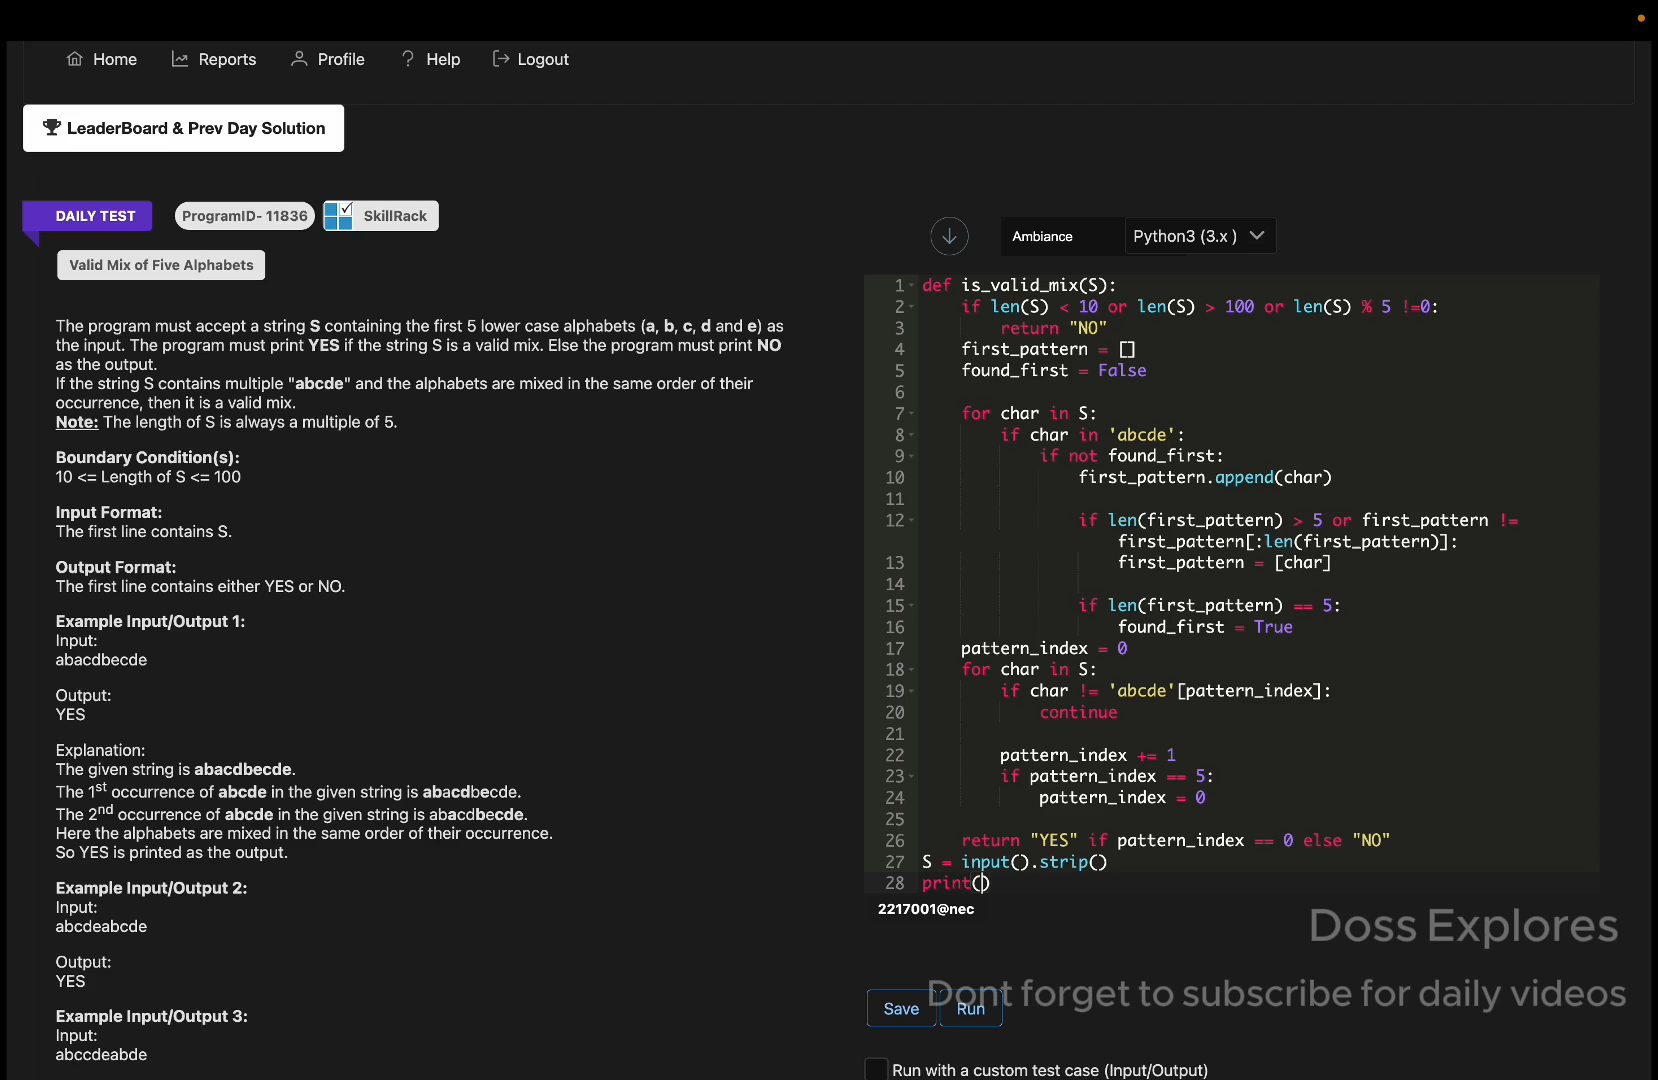 Home Reports Profile ? Help Logout
LeaderBoard & Prev Day Solution
DAILY TEST ProgramID- 11836 SkillRack
Valid Mix of Five Alphabets
The program must accept a string S containing the first 5 lower case alphabets (a, b, c, d and e) as
the input. The program must print YES if the string S is a valid mix. Else the program must print NO
as the output.
If the string S contains multiple "abcde" and the alphabets are mixed in the same order of their
occurrence, then it is a valid mix.
Note: The length of S is always a multiple of 5.
Boundary Condition(s):
10 <= Length of S <= 100
Input Format:
The first line contains S.
Output Format:
The first line contains either YES or NO.
Example Input/Output 1:
Input:
abacdbecde
Output:
YES
Explanation:
The given string is abacdbecde.
The 1st occurrence of abcde in the given string is abacdbecde.
The 2nd occurrence of abcde in the given string is abacdbecde.
Here the alphabets are mixed in the same order of their occurrence.
So YES is printed as the output.
Example Input/Output 2:
Input:
abcdeabcde
Output:
YES
Example Input/Output 3:
Input:
abccdeabde
Ambiance Python3 (3.x )
1 def is_valid_mix(S):
2 if len(S) < 10 or len(S) > 100 or len(S) % 5 !=0:
3 return "NO"
4 first_pattern = []
5 found_first = False
6
7 for char in S:
8 if char in 'abcde':
9 if not found_first:
10 first_pattern.append(char)
11
12 if len(first_pattern) > 5 or first_pattern !=
first_pattern[:len(first_pattern)]:
13 first_pattern = [char]
14
15 if len(first_pattern) == 5:
16 found_first = True
17 pattern_index = 0
18 for char in S:
19 if char != 'abcde'[pattern_index]:
20 continue
21
22 pattern_index += 1
23 if pattern_index == 5:
24 pattern_index = 0
25
26 return "YES" if pattern_index == 0 else "NO"
27 S = input().strip()
28 print()
2217001@nec
Doss Explores
Dont forget to subscribe for daily videos
Save Run
Run with a custom test case (Input/Output)